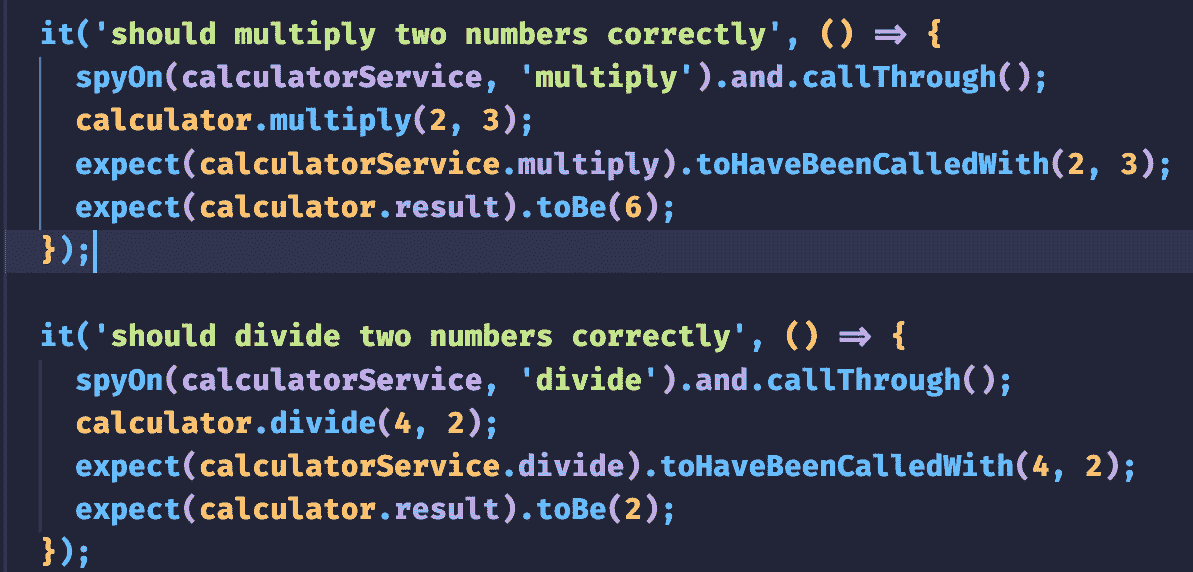 it('should multiply two numbers correctly', () => {
  spyOn(calculatorService, 'multiply').and.callThrough();
  calculator.multiply(2, 3);
  expect(calculatorService.multiply).toHaveBeenCalledWith(2, 3);
  expect(calculator.result).toBe(6);
});

it('should divide two numbers correctly', () => {
  spyOn(calculatorService, 'divide').and.callThrough();
  calculator.divide(4, 2);
  expect(calculatorService.divide).toHaveBeenCalledWith(4, 2);
  expect(calculator.result).toBe(2);
});